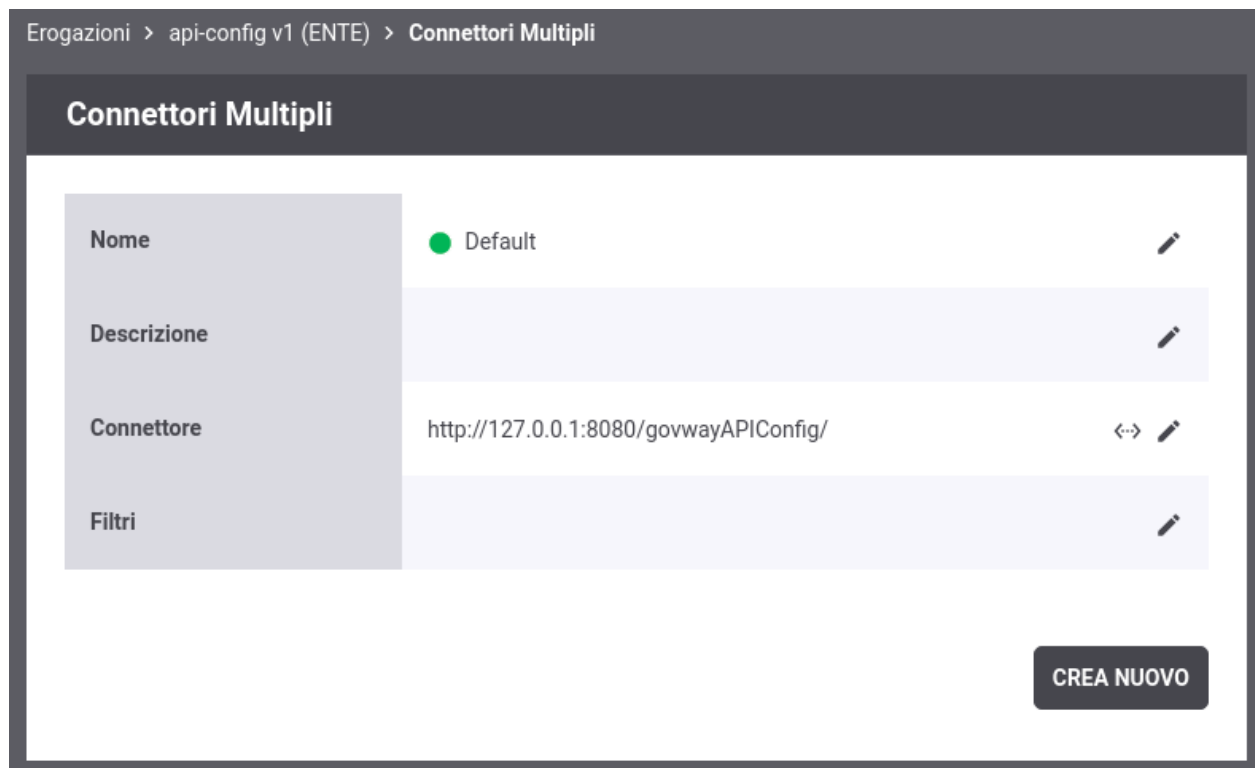 Erogazioni > api-config v1 (ENTE) > Connettori Multipli
Connettori Multipli
Nome Default
Descrizione
Connettore http://127.0.0.1:8080/govwayAPIConfig/
Filtri
CREA NUOVO